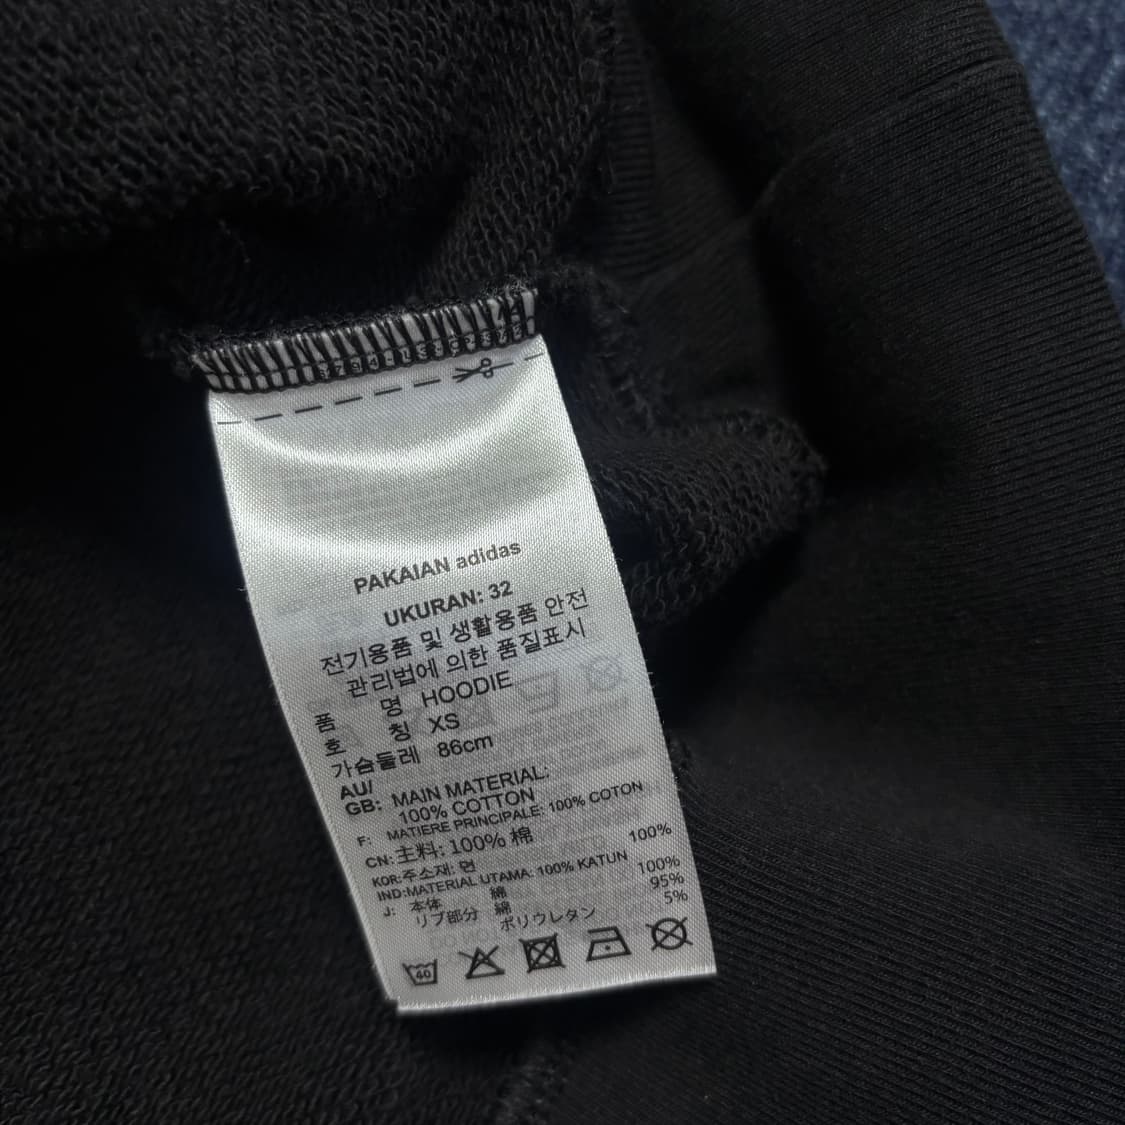 PAKAIAN adidas
UKURAN: 32
전기용품 및 생활용품 안전
관리법에 의한 품질표시
품 명 HOODIE
호 칭 XS
가슴둘레 86cm
AU/
GB: MAIN MATERIAL:
100% COTTON
F: MATIERE PRINCIPALE: 100% COTON
CN: 主料: 100% 棉
KOR: 주소재: 면 100%
IND: MATERIAL UTAMA: 100% KATUN
J: 本体 綿 100%
リブ部分 綿 95%
ポリウレタン 5%
40